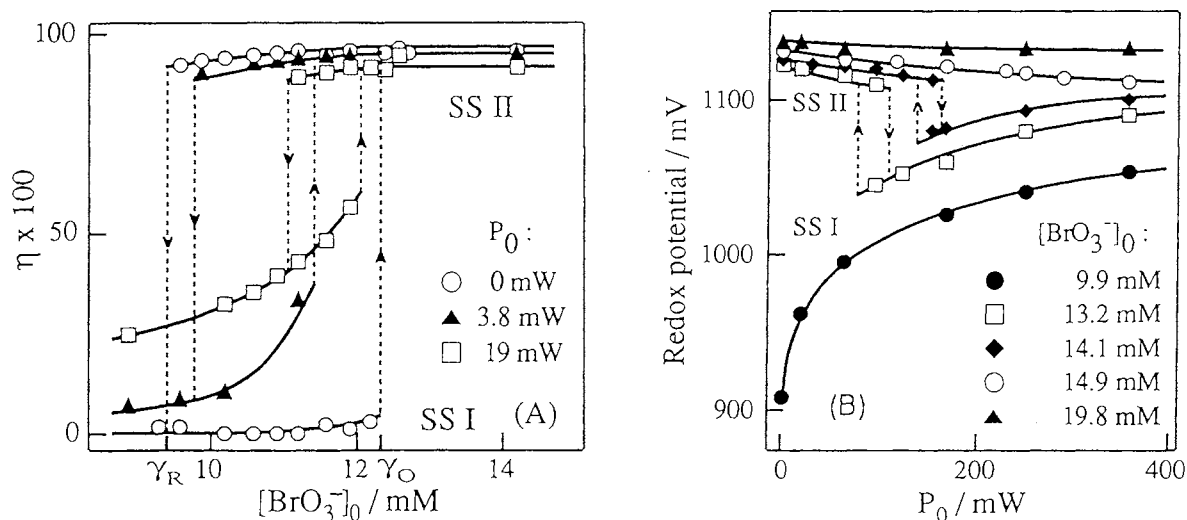 100
50
0
η x 100
SS II
P₀ :
0 mW
3.8 mW
19 mW
SS I
(A)
γR
10
12
γO
14
[BrO₃⁻]₀ / mM
1100
1000
900
Redox potential / mV
SS II
SS I
[BrO₃⁻]₀ :
9.9 mM
13.2 mM
14.1 mM
14.9 mM
19.8 mM
(B)
0
200
400
P₀ / mW